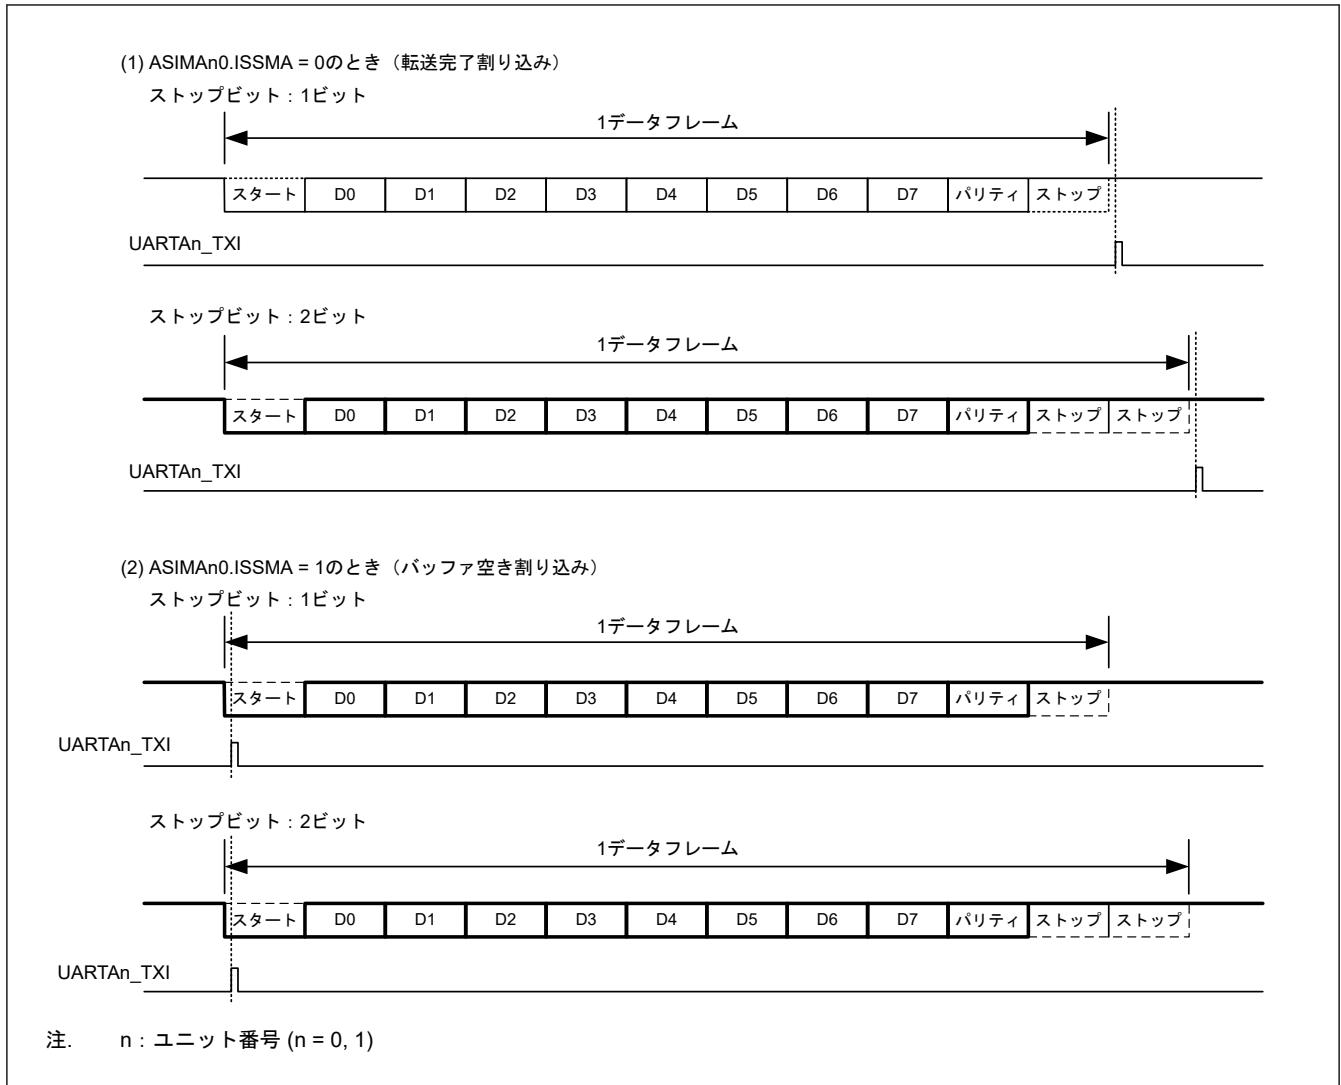 (1) ASIMAn0.ISSMA = 0のとき（転送完了割り込み）
ストップビット：1ビット
1データフレーム
スタート D0 D1 D2 D3 D4 D5 D6 D7 パリティ ストップ
UARTAn_TXI
ストップビット：2ビット
1データフレーム
スタート D0 D1 D2 D3 D4 D5 D6 D7 パリティ ストップ ストップ
UARTAn_TXI
(2) ASIMAn0.ISSMA = 1のとき（バッファ空き割り込み）
ストップビット：1ビット
1データフレーム
スタート D0 D1 D2 D3 D4 D5 D6 D7 パリティ ストップ
UARTAn_TXI
ストップビット：2ビット
1データフレーム
スタート D0 D1 D2 D3 D4 D5 D6 D7 パリティ ストップ ストップ
UARTAn_TXI
注. n：ユニット番号 (n = 0, 1)